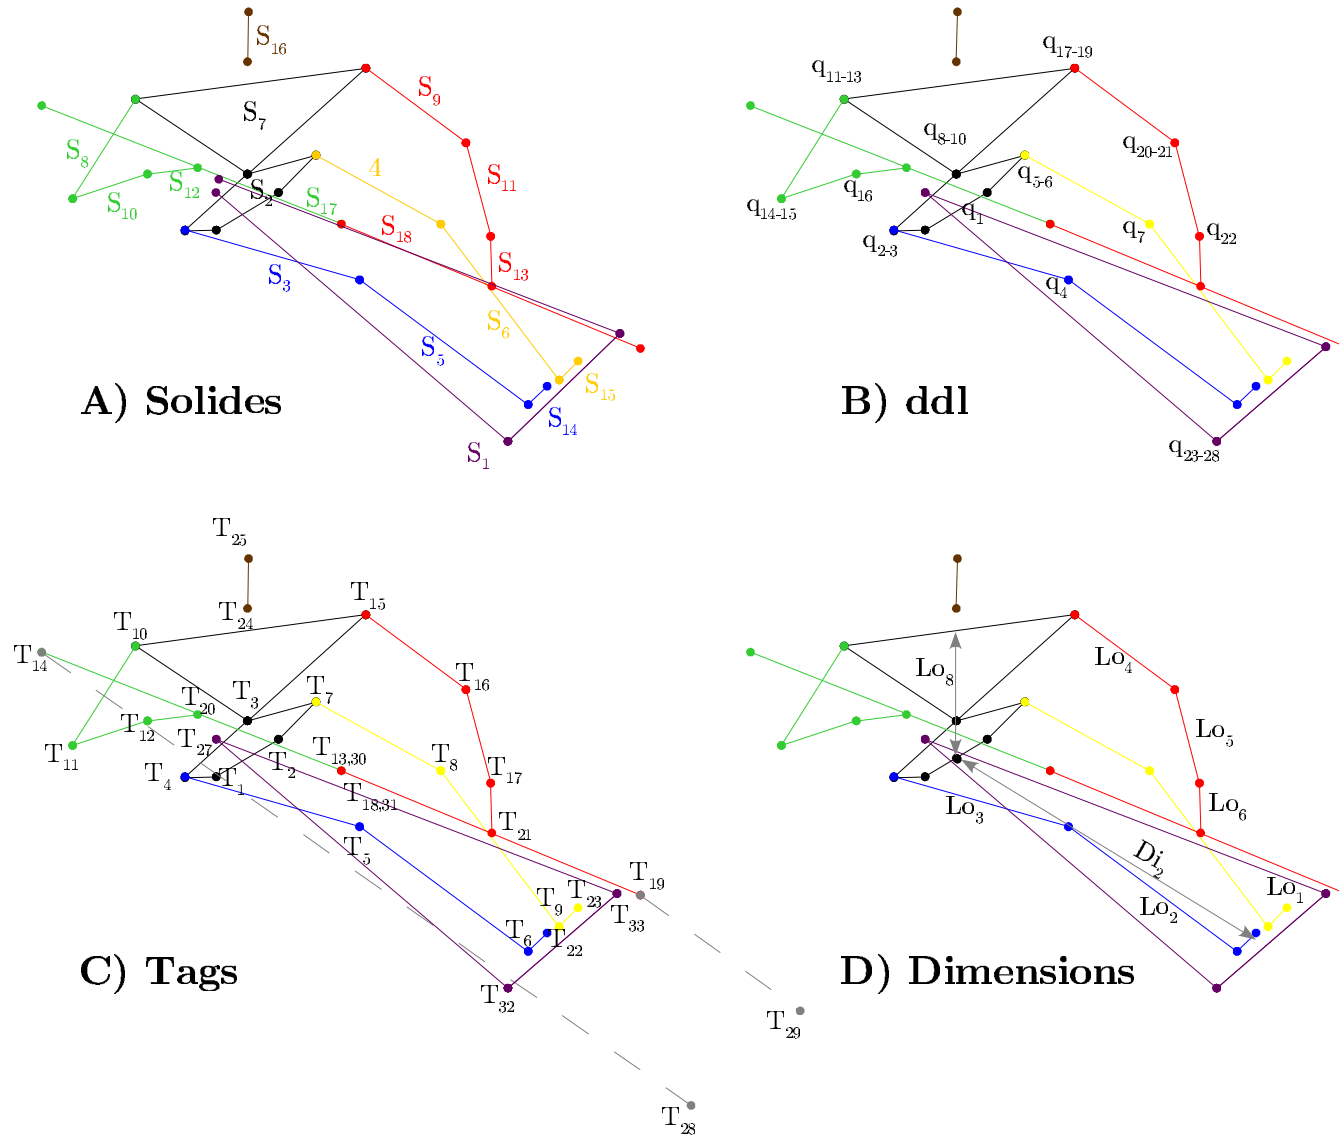 S16
S9
S7
S8
4
S11
S12
S2
S10
S17
S18
S13
S3
S6
S5
S15
S14
S1
A) Solides
q17-19
q11-13
q8-10
q20-21
q5-6
q16
q14-15
q1
q7
q22
q2-3
q4
B) ddl
q23-28
T25
T15
T24
T10
T14
T16
T7
T3
T20
T12
T27
T11
T13,30
T2
T8
T17
T4
T1
T18,31
T21
T5
T19
T9
T23
T33
T6
T22
C) Tags
T32
T29
T28
Lo4
Lo8
Lo5
Lo3
Lo6
Di2
Lo1
Lo2
D) Dimensions